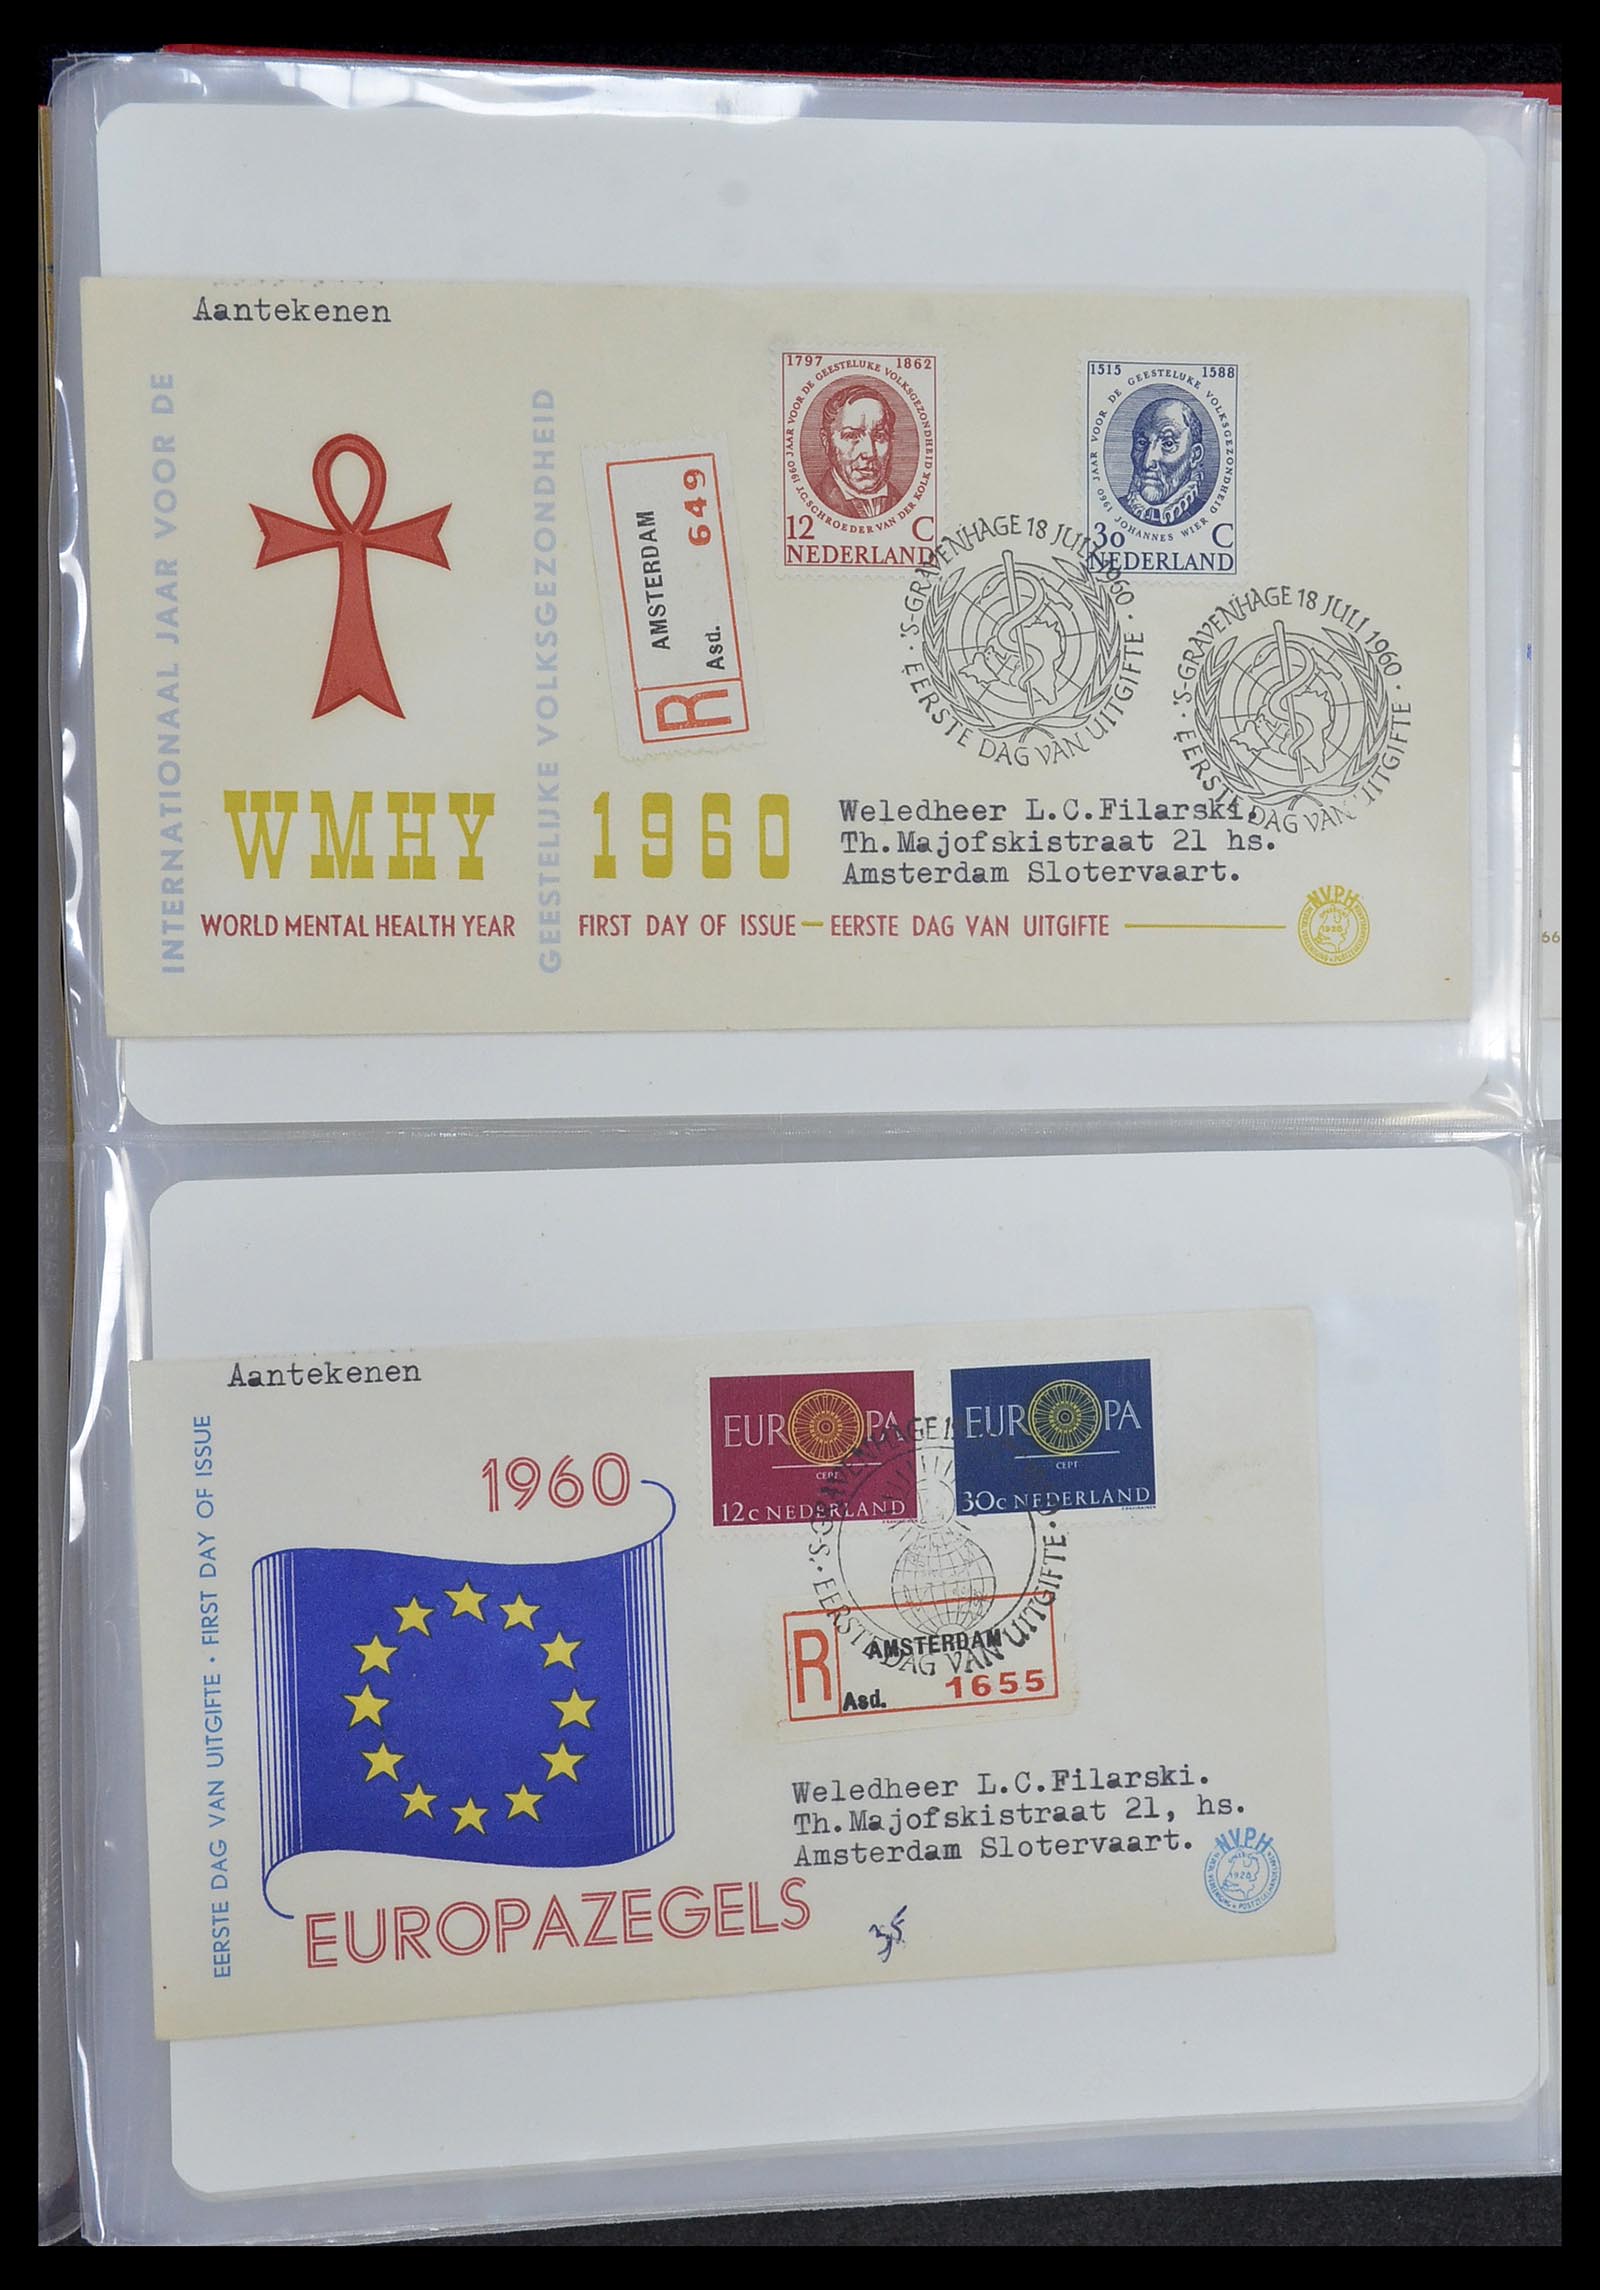 Aantekenen
INTERNATIONAAL JAAR VOOR DE
GEESTELIJKE VOLKSGEZONDHEID
R
AMSTERDAM
Asd. 649
1797 1862
1960 JAAR VOOR DE GEESTELIJKE VOLKSGEZONDHEID
J.C.SCHROEDER VAN DER KOLK
12 C
NEDERLAND
1515 1588
1960 JAAR VOOR DE GEESTELIJKE VOLKSGEZONDHEID
JOHANNES WIER
30 C
NEDERLAND
'S-GRAVENHAGE 18 JULI 1960
· EERSTE DAG VAN UITGIFTE ·
'S-GRAVENHAGE 18 JULI 1960
· EERSTE DAG VAN UITGIFTE ·
WMHY 1960
Weledheer L.C.Filarski.
Th.Majofskistraat 21 hs.
Amsterdam Slotervaart.
WORLD MENTAL HEALTH YEAR FIRST DAY OF ISSUE — EERSTE DAG VAN UITGIFTE
NVPH
1928
66
Aantekenen
EERSTE DAG VAN UITGIFTE · FIRST DAY OF ISSUE
1960
EUROPA
CEPT
12c NEDERLAND
EUROPA
CEPT
30c NEDERLAND
'S-GRAVENHAGE
· EERSTE DAG VAN UITGIFTE ·
R
AMSTERDAM
Asd. 1655
Weledheer L.C.Filarski.
Th.Majofskistraat 21, hs.
Amsterdam Slotervaart.
NVPH
1928
EUROPAZEGELS
35